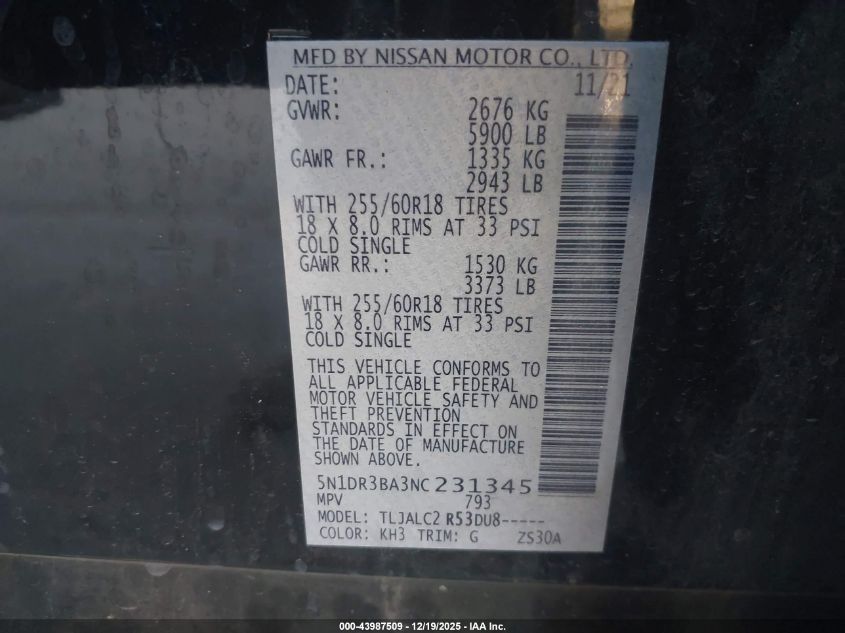 MFD BY NISSAN MOTOR CO., LTD.
DATE: 11/21
GVWR: 2676 KG
5900 LB
GAWR FR.: 1335 KG
2943 LB
WITH 255/60R18 TIRES
18 X 8.0 RIMS AT 33 PSI
COLD SINGLE
GAWR RR.: 1530 KG
3373 LB
WITH 255/60R18 TIRES
18 X 8.0 RIMS AT 33 PSI
COLD SINGLE
THIS VEHICLE CONFORMS TO
ALL APPLICABLE FEDERAL
MOTOR VEHICLE SAFETY AND
THEFT PREVENTION
STANDARDS IN EFFECT ON
THE DATE OF MANUFACTURE
SHOWN ABOVE.
5N1DR3BA3NC231345
MPV 793
MODEL: TLJALC2 R53DU8-----
COLOR: KH3 TRIM: G ZS30A
000-43987509 - 12/19/2025 - IAA Inc.